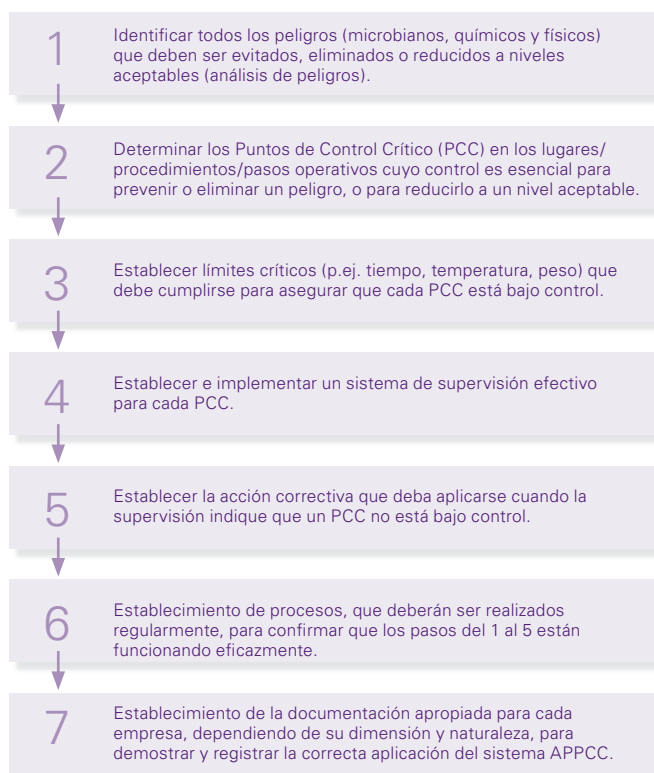 1
Identificar todos los peligros (microbianos, químicos y físicos)
que deben ser evitados, eliminados o reducidos a niveles
aceptables (análisis de peligros).
2
Determinar los Puntos de Control Crítico (PCC) en los lugares/
procedimientos/pasos operativos cuyo control es esencial para
prevenir o eliminar un peligro, o para reducirlo a un nivel aceptable.
3
Establecer límites críticos (p.ej. tiempo, temperatura, peso) que
debe cumplirse para asegurar que cada PCC está bajo control.
4
Establecer e implementar un sistema de supervisión efectivo
para cada PCC.
5
Establecer la acción correctiva que deba aplicarse cuando la
supervisión indique que un PCC no está bajo control.
6
Establecimiento de procesos, que deberán ser realizados
regularmente, para confirmar que los pasos del 1 al 5 están
funcionando eficazmente.
7
Establecimiento de la documentación apropiada para cada
empresa, dependiendo de su dimensión y naturaleza, para
demostrar y registrar la correcta aplicación del sistema APPCC.